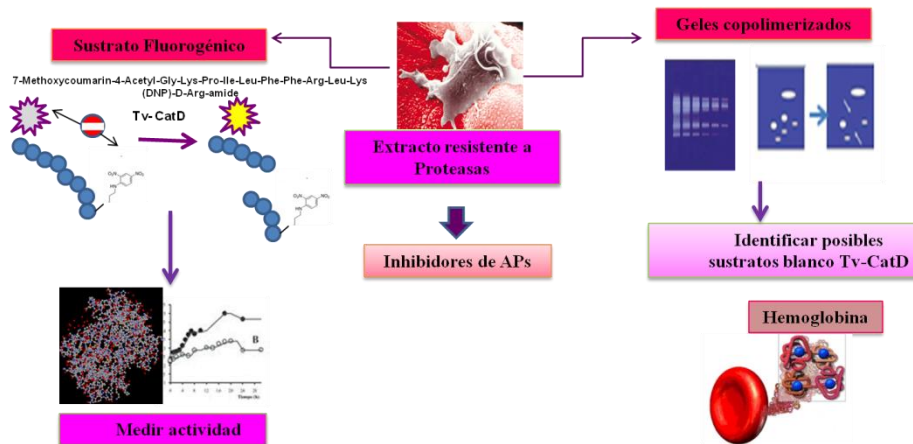 Sustrato Fluorogénico
7-Methoxycoumarin-4-Acetyl-Gly-Lys-Pro-Ile-Leu-Phe-Phe-Arg-Leu-Lys
(DNP)-D-Arg-amide
Tv-CatD
Extracto resistente a
Proteasas
Inhibidores de APs
Geles copolimerizados
Identificar posibles
sustratos blanco Tv-CatD
Hemoglobina
B
Medir actividad